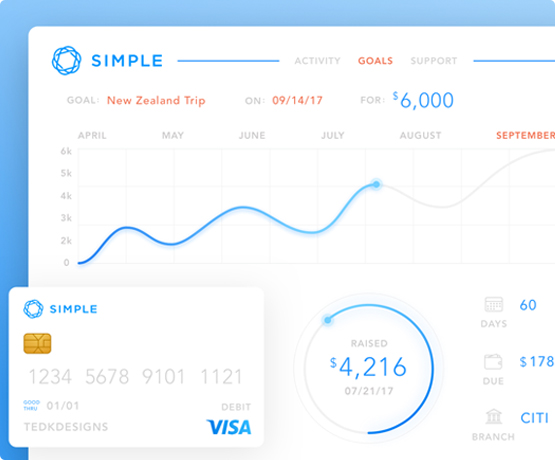 SIMPLE ACTIVITY GOALS SUPPORT
GOAL: New Zealand Trip ON: 09/14/17 FOR: $6,000
APRIL MAY JUNE JULY AUGUST SEPTEMBER
6k
5k
4k
3k
2k
0
SIMPLE
1234 5678 9101 1121
GOOD THRU 01/01 DEBIT
TEDKDESIGNS VISA
RAISED
$4,216
07/21/17
60
DAYS
$178
DUE
CITI
BRANCH